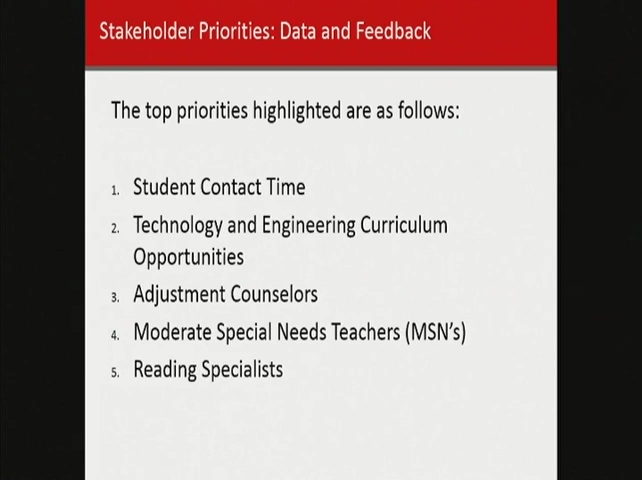 Stakeholder Priorities: Data and Feedback
The top priorities highlighted are as follows:
1. Student Contact Time
2. Technology and Engineering Curriculum
Opportunities
3. Adjustment Counselors
4. Moderate Special Needs Teachers (MSN's)
5. Reading Specialists